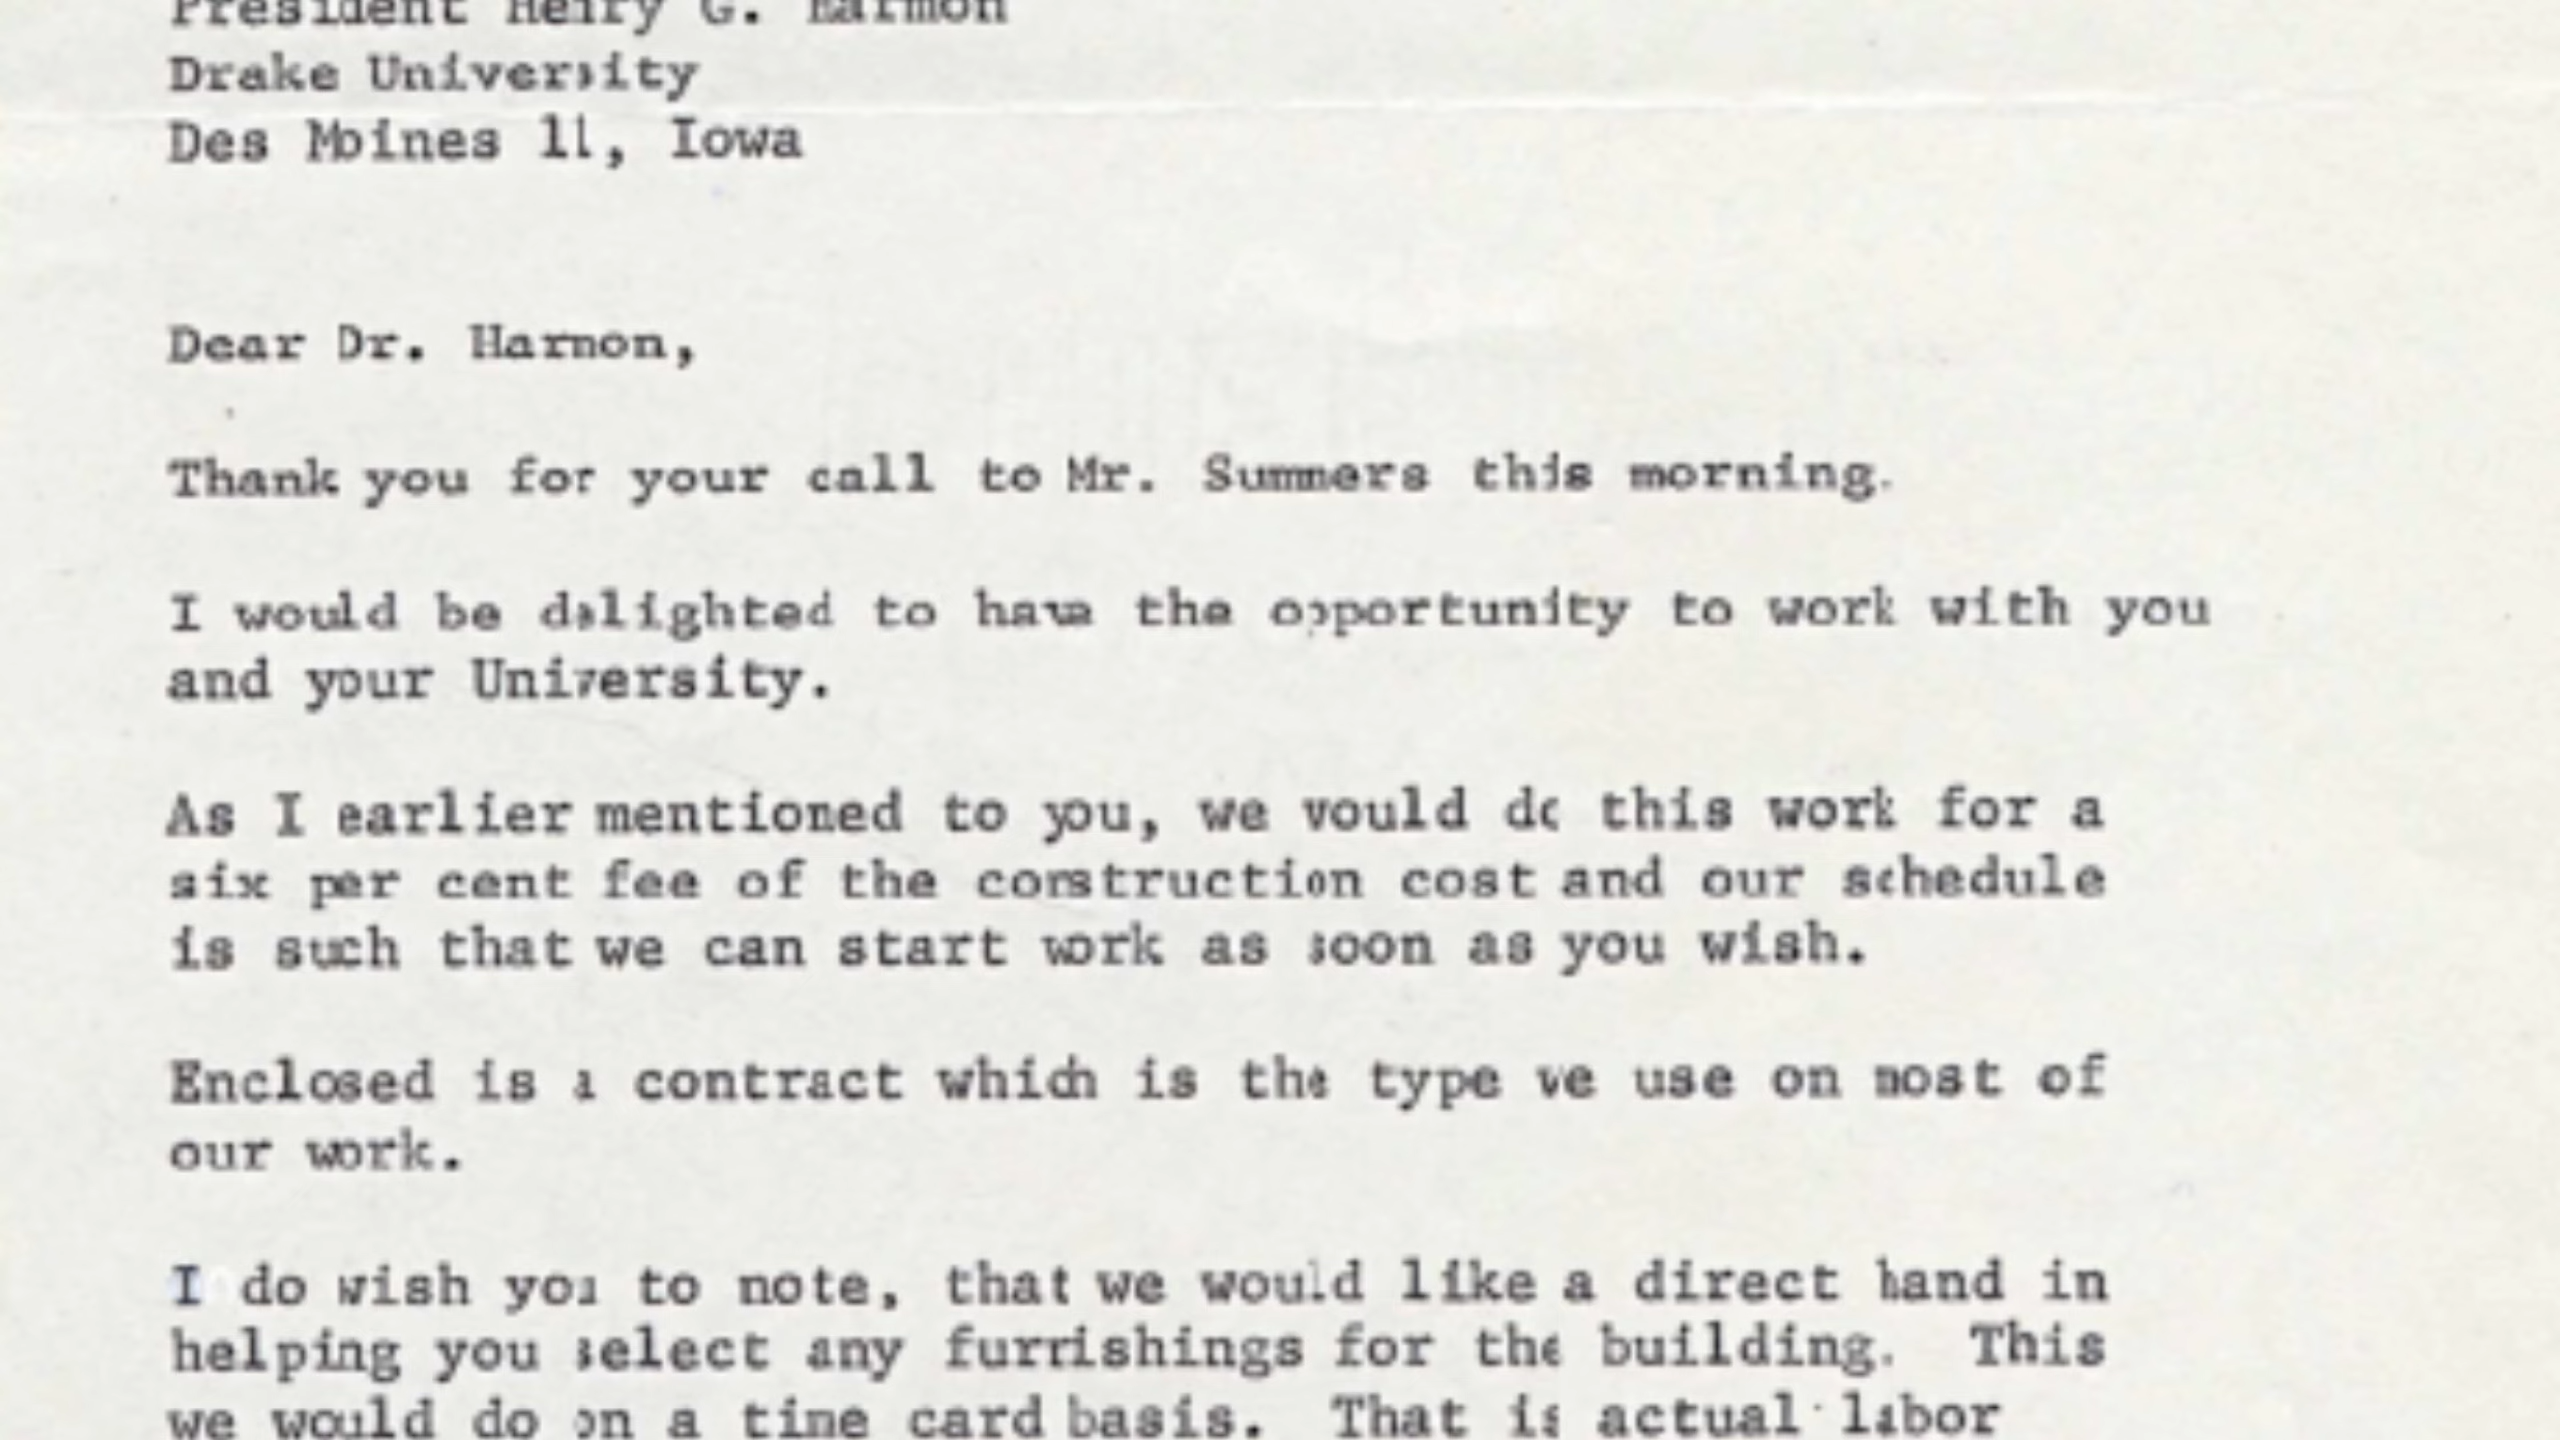 President Henry G. Harmon
Drake University
Des Moines 11, Iowa
Dear Dr. Harmon,
Thank you for your call to Mr. Summers this morning.
I would be delighted to have the opportunity to work with you
and your University.
As I earlier mentioned to you, we would do this work for a
six per cent fee of the construction cost and our schedule
is such that we can start work as soon as you wish.
Enclosed is a contract which is the type we use on most of
our work.
I do wish you to note, that we would like a direct hand in
helping you select any furnishings for the building. This
we would do on a time card basis. That is actual labor